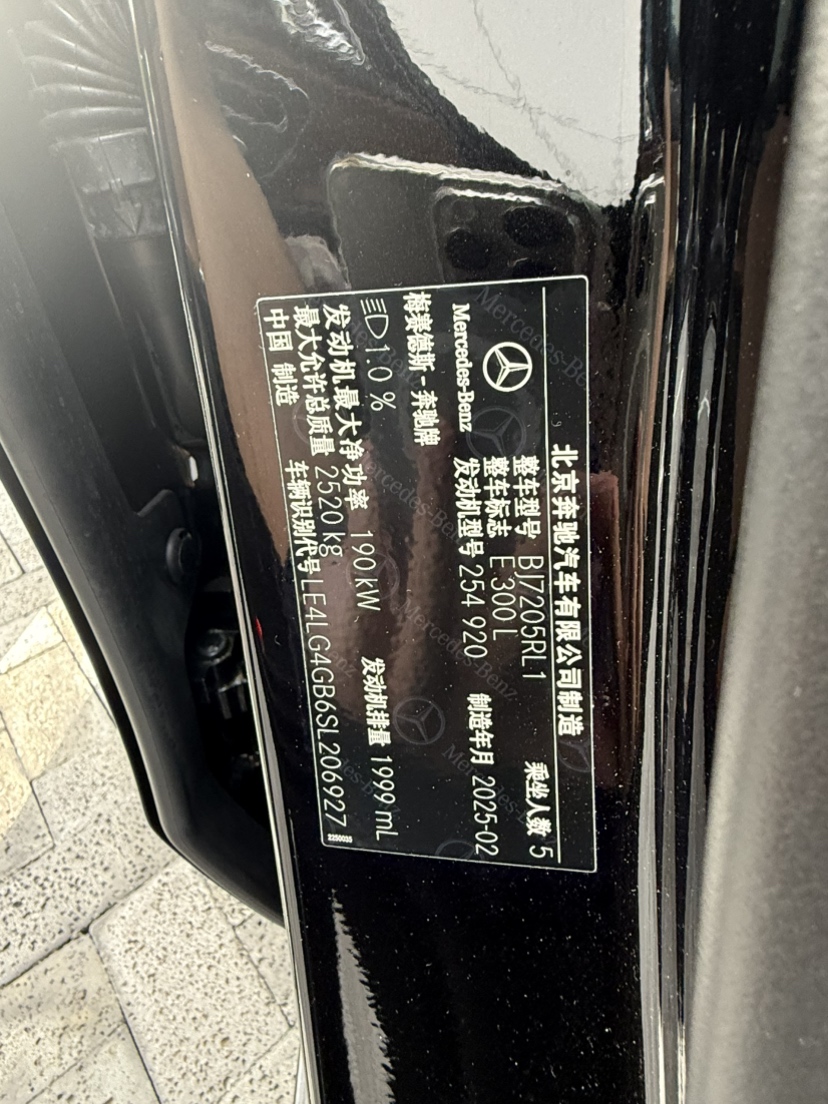 北京奔驰汽车有限公司制造
整车型号 BJ7205RL1 乘坐人数 5
整车标志 E 300 L
Mercedes-Benz 发动机型号 254 920 制造年月 2025-02
梅赛德斯-奔驰牌
1.0 % 发动机排量 1999 mL
发动机最大净功率 190 kW
最大允许总质量 2520 kg
中国 制造 车辆识别代号 LE4LG4GB6SL206927
2250035